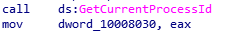 call    ds:GetCurrentProcessId
mov     dword_10008030, eax